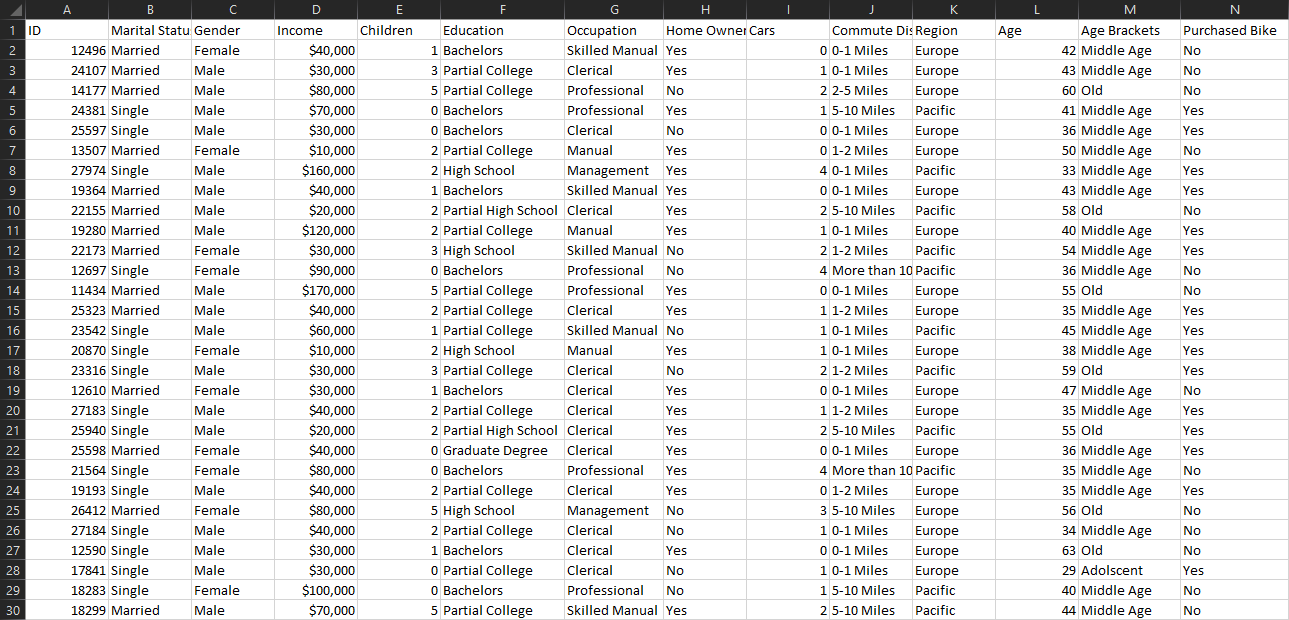 A B C D E F G H I J K L M N
1 ID Marital Statu Gender Income Children Education Occupation Home Owner Cars Commute Dis Region Age Age Brackets Purchased Bike
2 12496 Married Female $40,000 1 Bachelors Skilled Manual Yes 0 0-1 Miles Europe 42 Middle Age No
3 24107 Married Male $30,000 3 Partial College Clerical Yes 1 0-1 Miles Europe 43 Middle Age No
4 14177 Married Male $80,000 5 Partial College Professional No 2 2-5 Miles Europe 60 Old No
5 24381 Single Male $70,000 0 Bachelors Professional Yes 1 5-10 Miles Pacific 41 Middle Age Yes
6 25597 Single Male $30,000 0 Bachelors Clerical No 0 0-1 Miles Europe 36 Middle Age Yes
7 13507 Married Female $10,000 2 Partial College Manual Yes 0 1-2 Miles Europe 50 Middle Age No
8 27974 Single Male $160,000 2 High School Management Yes 4 0-1 Miles Pacific 33 Middle Age Yes
9 19364 Married Male $40,000 1 Bachelors Skilled Manual Yes 0 0-1 Miles Europe 43 Middle Age Yes
10 22155 Married Male $20,000 2 Partial High School Clerical Yes 2 5-10 Miles Pacific 58 Old No
11 19280 Married Male $120,000 2 Partial College Manual Yes 1 0-1 Miles Europe 40 Middle Age Yes
12 22173 Married Female $30,000 3 High School Skilled Manual No 2 1-2 Miles Pacific 54 Middle Age Yes
13 12697 Single Female $90,000 0 Bachelors Professional No 4 More than 10 Pacific 36 Middle Age No
14 11434 Married Male $170,000 5 Partial College Professional Yes 0 0-1 Miles Europe 55 Old No
15 25323 Married Male $40,000 2 Partial College Clerical Yes 1 1-2 Miles Europe 35 Middle Age Yes
16 23542 Single Male $60,000 1 Partial College Skilled Manual No 1 0-1 Miles Pacific 45 Middle Age Yes
17 20870 Single Female $10,000 2 High School Manual Yes 1 0-1 Miles Europe 38 Middle Age Yes
18 23316 Single Male $30,000 3 Partial College Clerical No 2 1-2 Miles Pacific 59 Old Yes
19 12610 Married Female $30,000 1 Bachelors Clerical Yes 0 0-1 Miles Europe 47 Middle Age No
20 27183 Single Male $40,000 2 Partial College Clerical Yes 1 1-2 Miles Europe 35 Middle Age Yes
21 25940 Single Male $20,000 2 Partial High School Clerical Yes 2 5-10 Miles Pacific 55 Old Yes
22 25598 Married Female $40,000 0 Graduate Degree Clerical Yes 0 0-1 Miles Europe 36 Middle Age Yes
23 21564 Single Female $80,000 0 Bachelors Professional Yes 4 More than 10 Pacific 35 Middle Age No
24 19193 Single Male $40,000 2 Partial College Clerical Yes 0 1-2 Miles Europe 35 Middle Age Yes
25 26412 Married Female $80,000 5 High School Management No 3 5-10 Miles Europe 56 Old No
26 27184 Single Male $40,000 2 Partial College Clerical No 1 0-1 Miles Europe 34 Middle Age No
27 12590 Single Male $30,000 1 Bachelors Clerical Yes 0 0-1 Miles Europe 63 Old No
28 17841 Single Male $30,000 0 Partial College Clerical No 1 0-1 Miles Europe 29 Adolscent Yes
29 18283 Single Female $100,000 0 Bachelors Professional No 1 5-10 Miles Pacific 40 Middle Age No
30 18299 Married Male $70,000 5 Partial College Skilled Manual Yes 2 5-10 Miles Pacific 44 Middle Age No